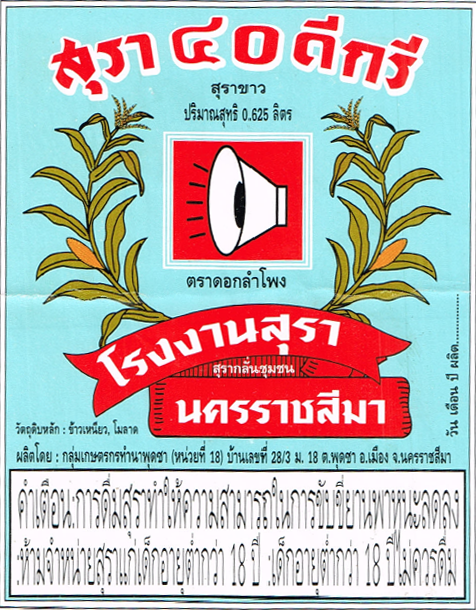 สุรา ๔๐ ดีกรี
สุราขาว
ปริมาณสุทธิ 0.625 ลิตร
ตราดอกลำโพง
โรงงานสุรา
สุรากลั่นชุมชน
นครราชสีมา
วัน เดือน ปี ผลิต....................
วัตถุดิบหลัก : ข้าวเหนียว, โมลาด
ผลิตโดย : กลุ่มเกษตรกรทำนาพุดซา (หน่วยที่ 18) บ้านเลขที่ 28/3 ม. 18 ต.พุดซา อ.เมือง จ.นครราชสีมา
คำเตือน:การดื่มสุราทำให้ความสามารถในการขับขี่ยานพาหนะลดลง
:ห้ามจำหน่ายสุราแก่เด็กอายุต่ำกว่า 18 ปี :เด็กอายุต่ำกว่า 18 ปีไม่ควรดื่ม